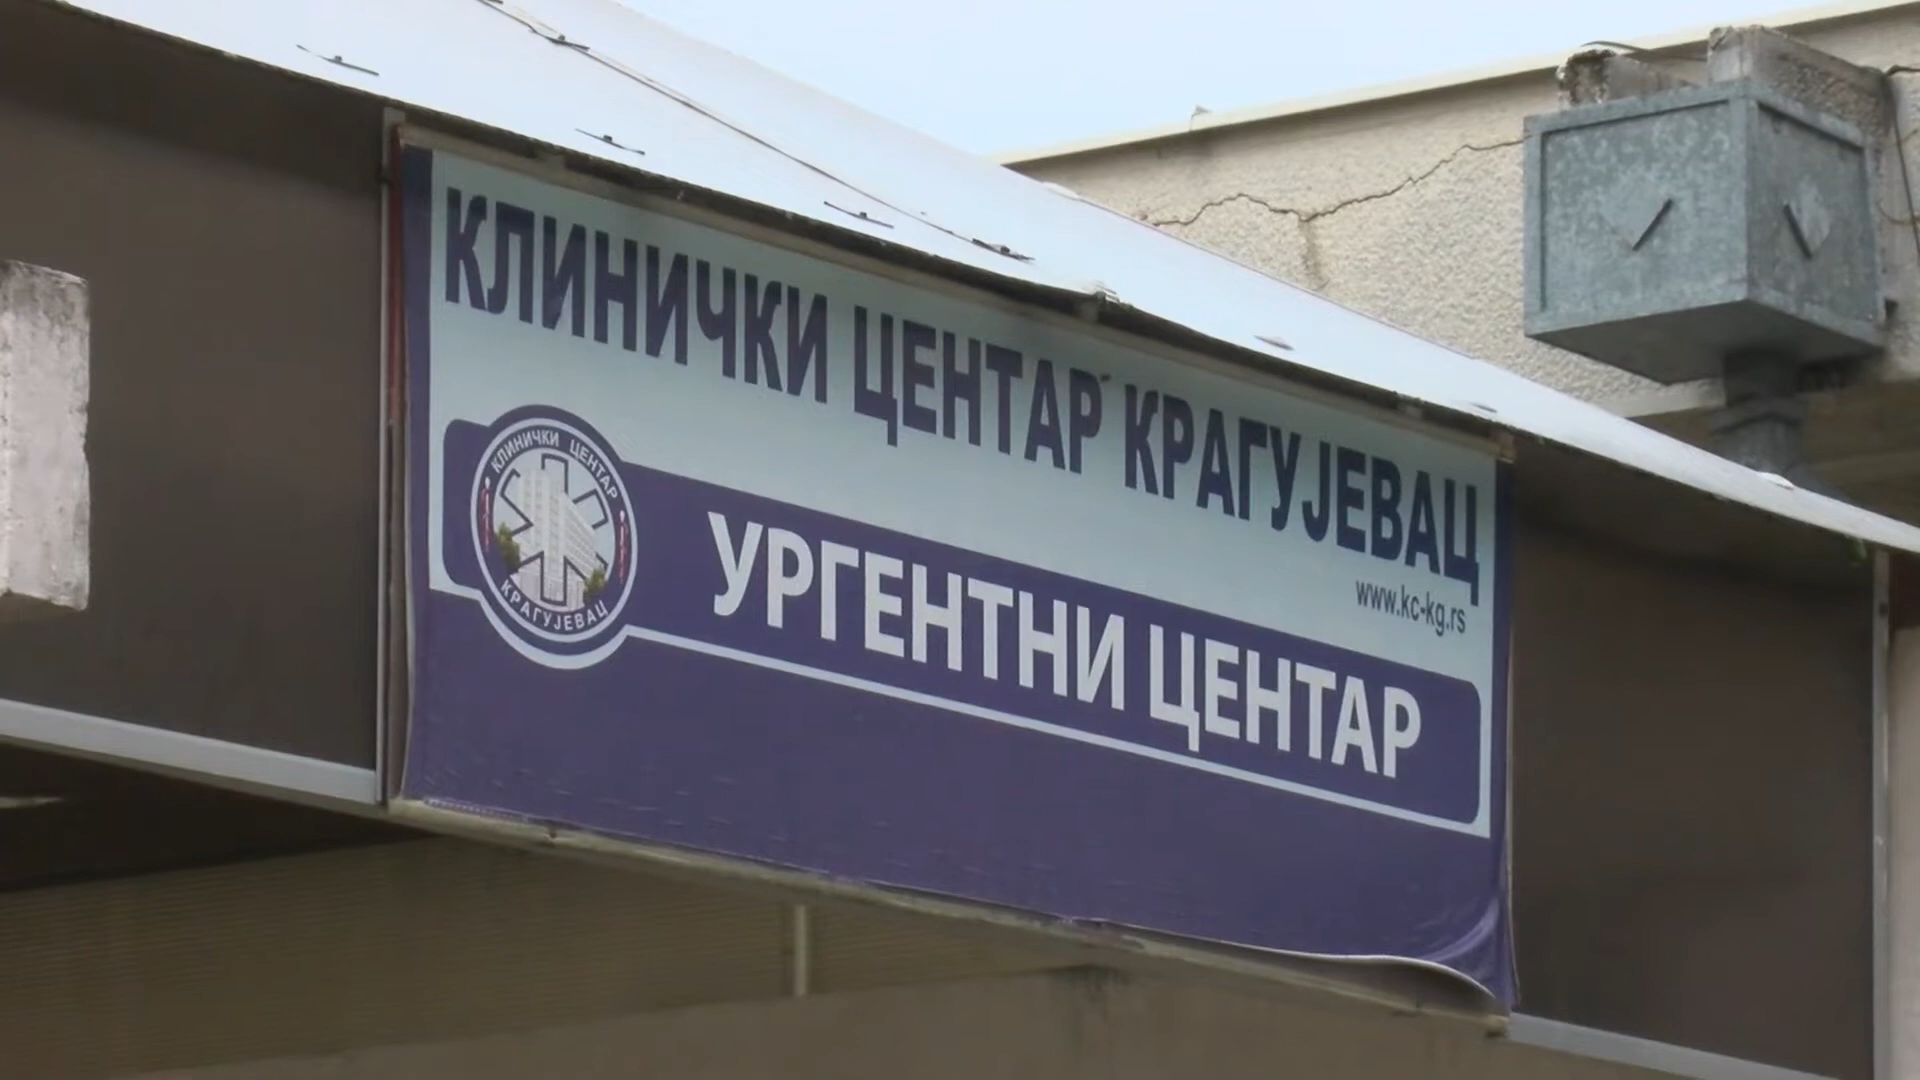 КЛИНИЧКИ ЦЕНТАР КРАГУЈЕВАЦ
www.kc-kg.rs
КЛИНИЧКИ ЦЕНТАР
КРАГУЈЕВАЦ
УРГЕНТНИ ЦЕНТАР